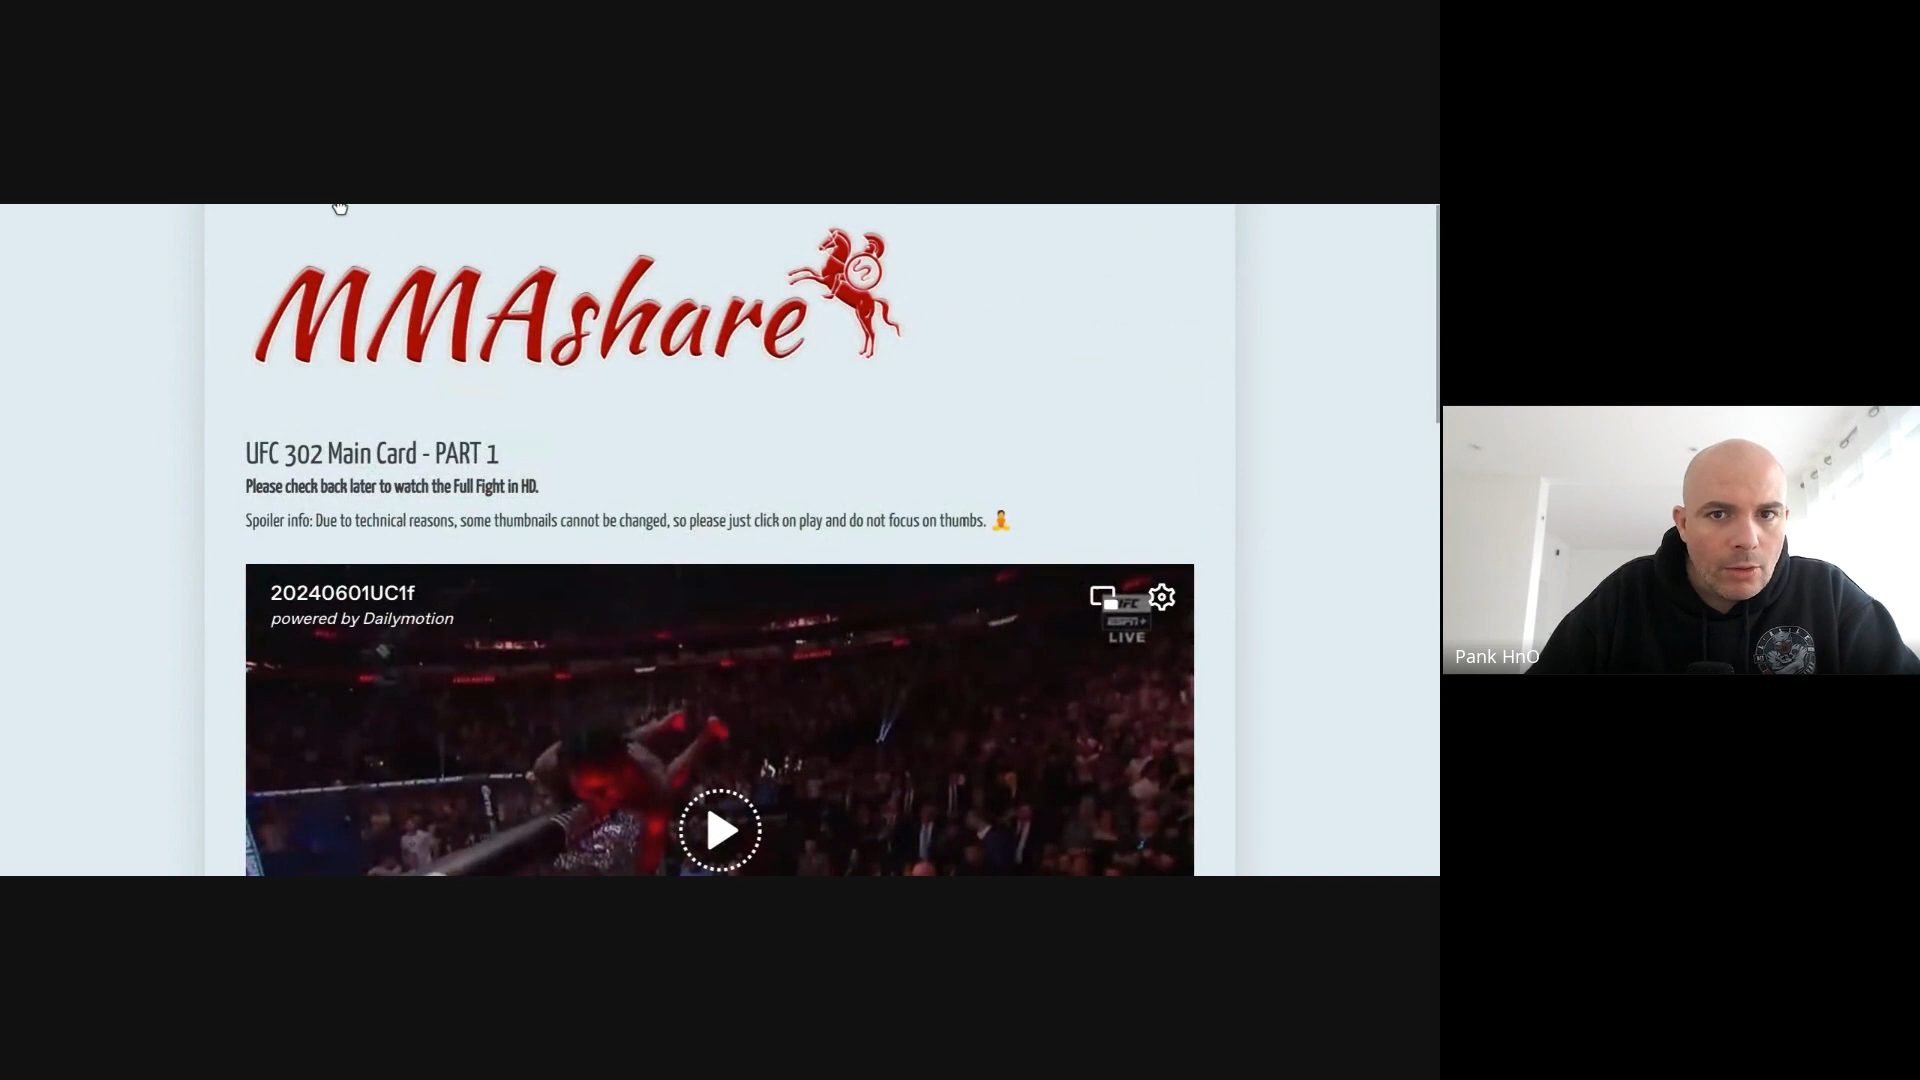 MMAshare
UFC 302 Main Card - PART 1
Please check back later to watch the Full Fight in HD.
Spoiler info: Due to technical reasons, some thumbnails cannot be changed, so please just click on play and do not focus on thumbs. 🧘
20240601UC1f
powered by Dailymotion
UFC
ESPN+
LIVE
Pank HnO